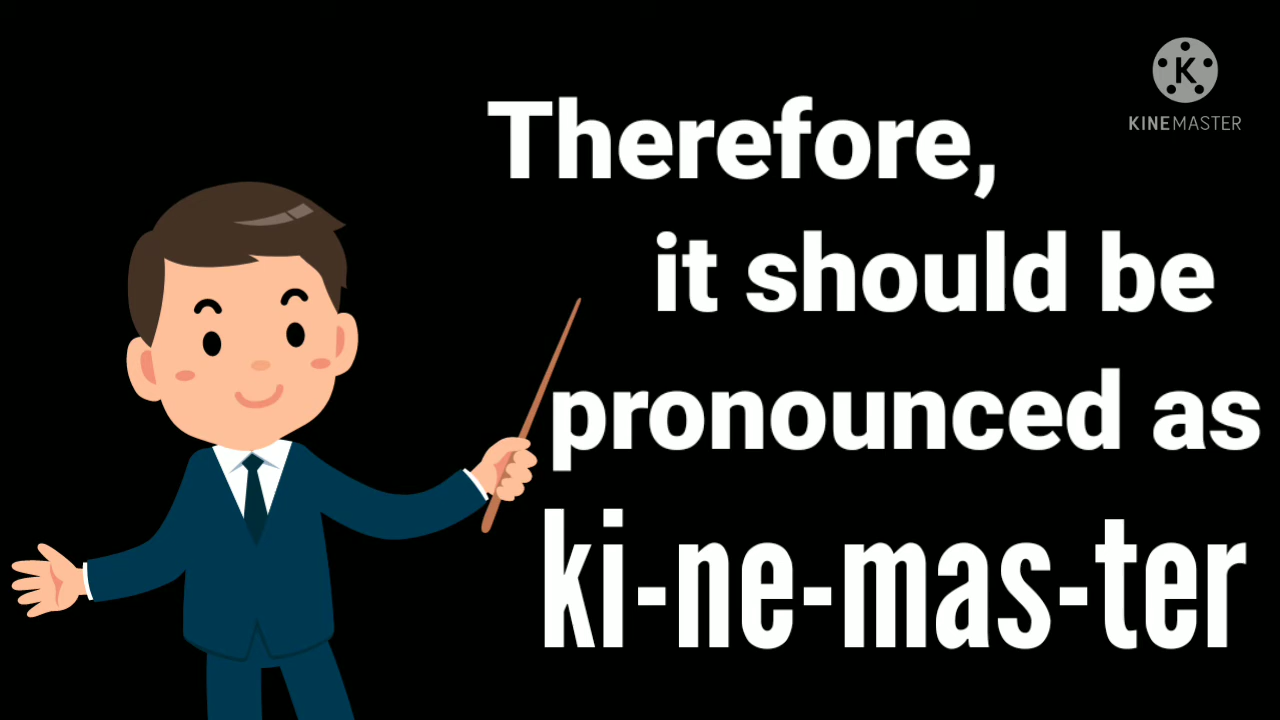 K
KINEMASTER
Therefore,
it should be
pronounced as
ki-ne-mas-ter